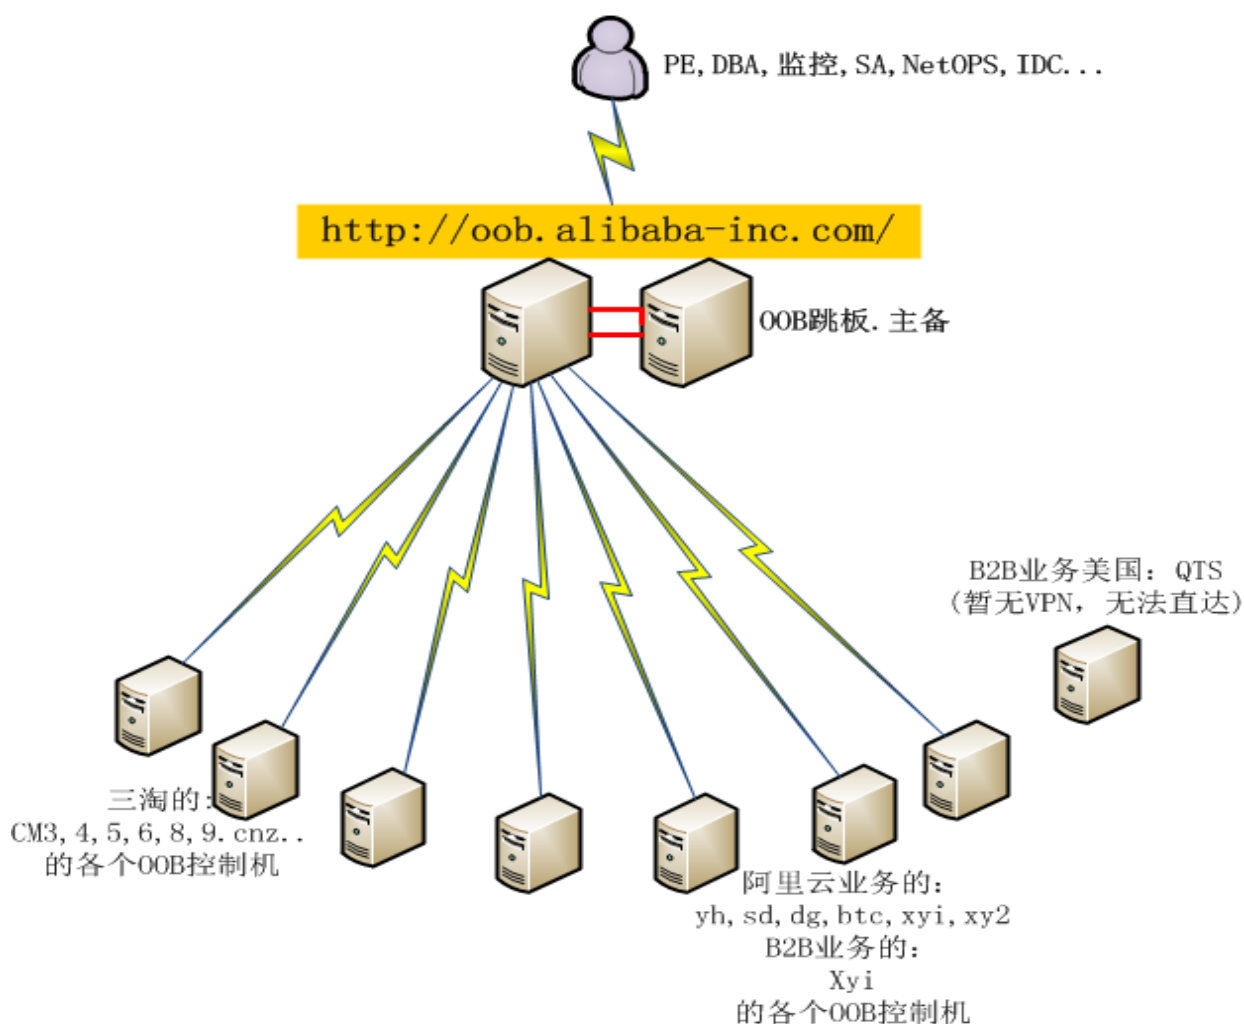 PE,DBA,监控,SA,NetOPS,IDC...
http://oob.alibaba-inc.com/
OOB跳板.主备
B2B业务美国：QTS
(暂无VPN，无法直达)
三淘的:
CM3,4,5,6,8,9.cnz..
的各个OOB控制机
阿里云业务的：
yh,sd,dg,btc,xyi,xy2
B2B业务的：
Xyi
的各个OOB控制机